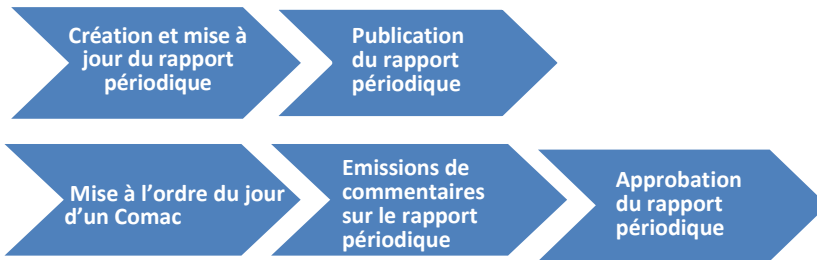 Création et mise à
jour du rapport
périodique
Publication
du rapport
périodique
Mise à l’ordre du jour
d’un Comac
Emissions de
commentaires
sur le rapport
périodique
Approbation
du rapport
périodique